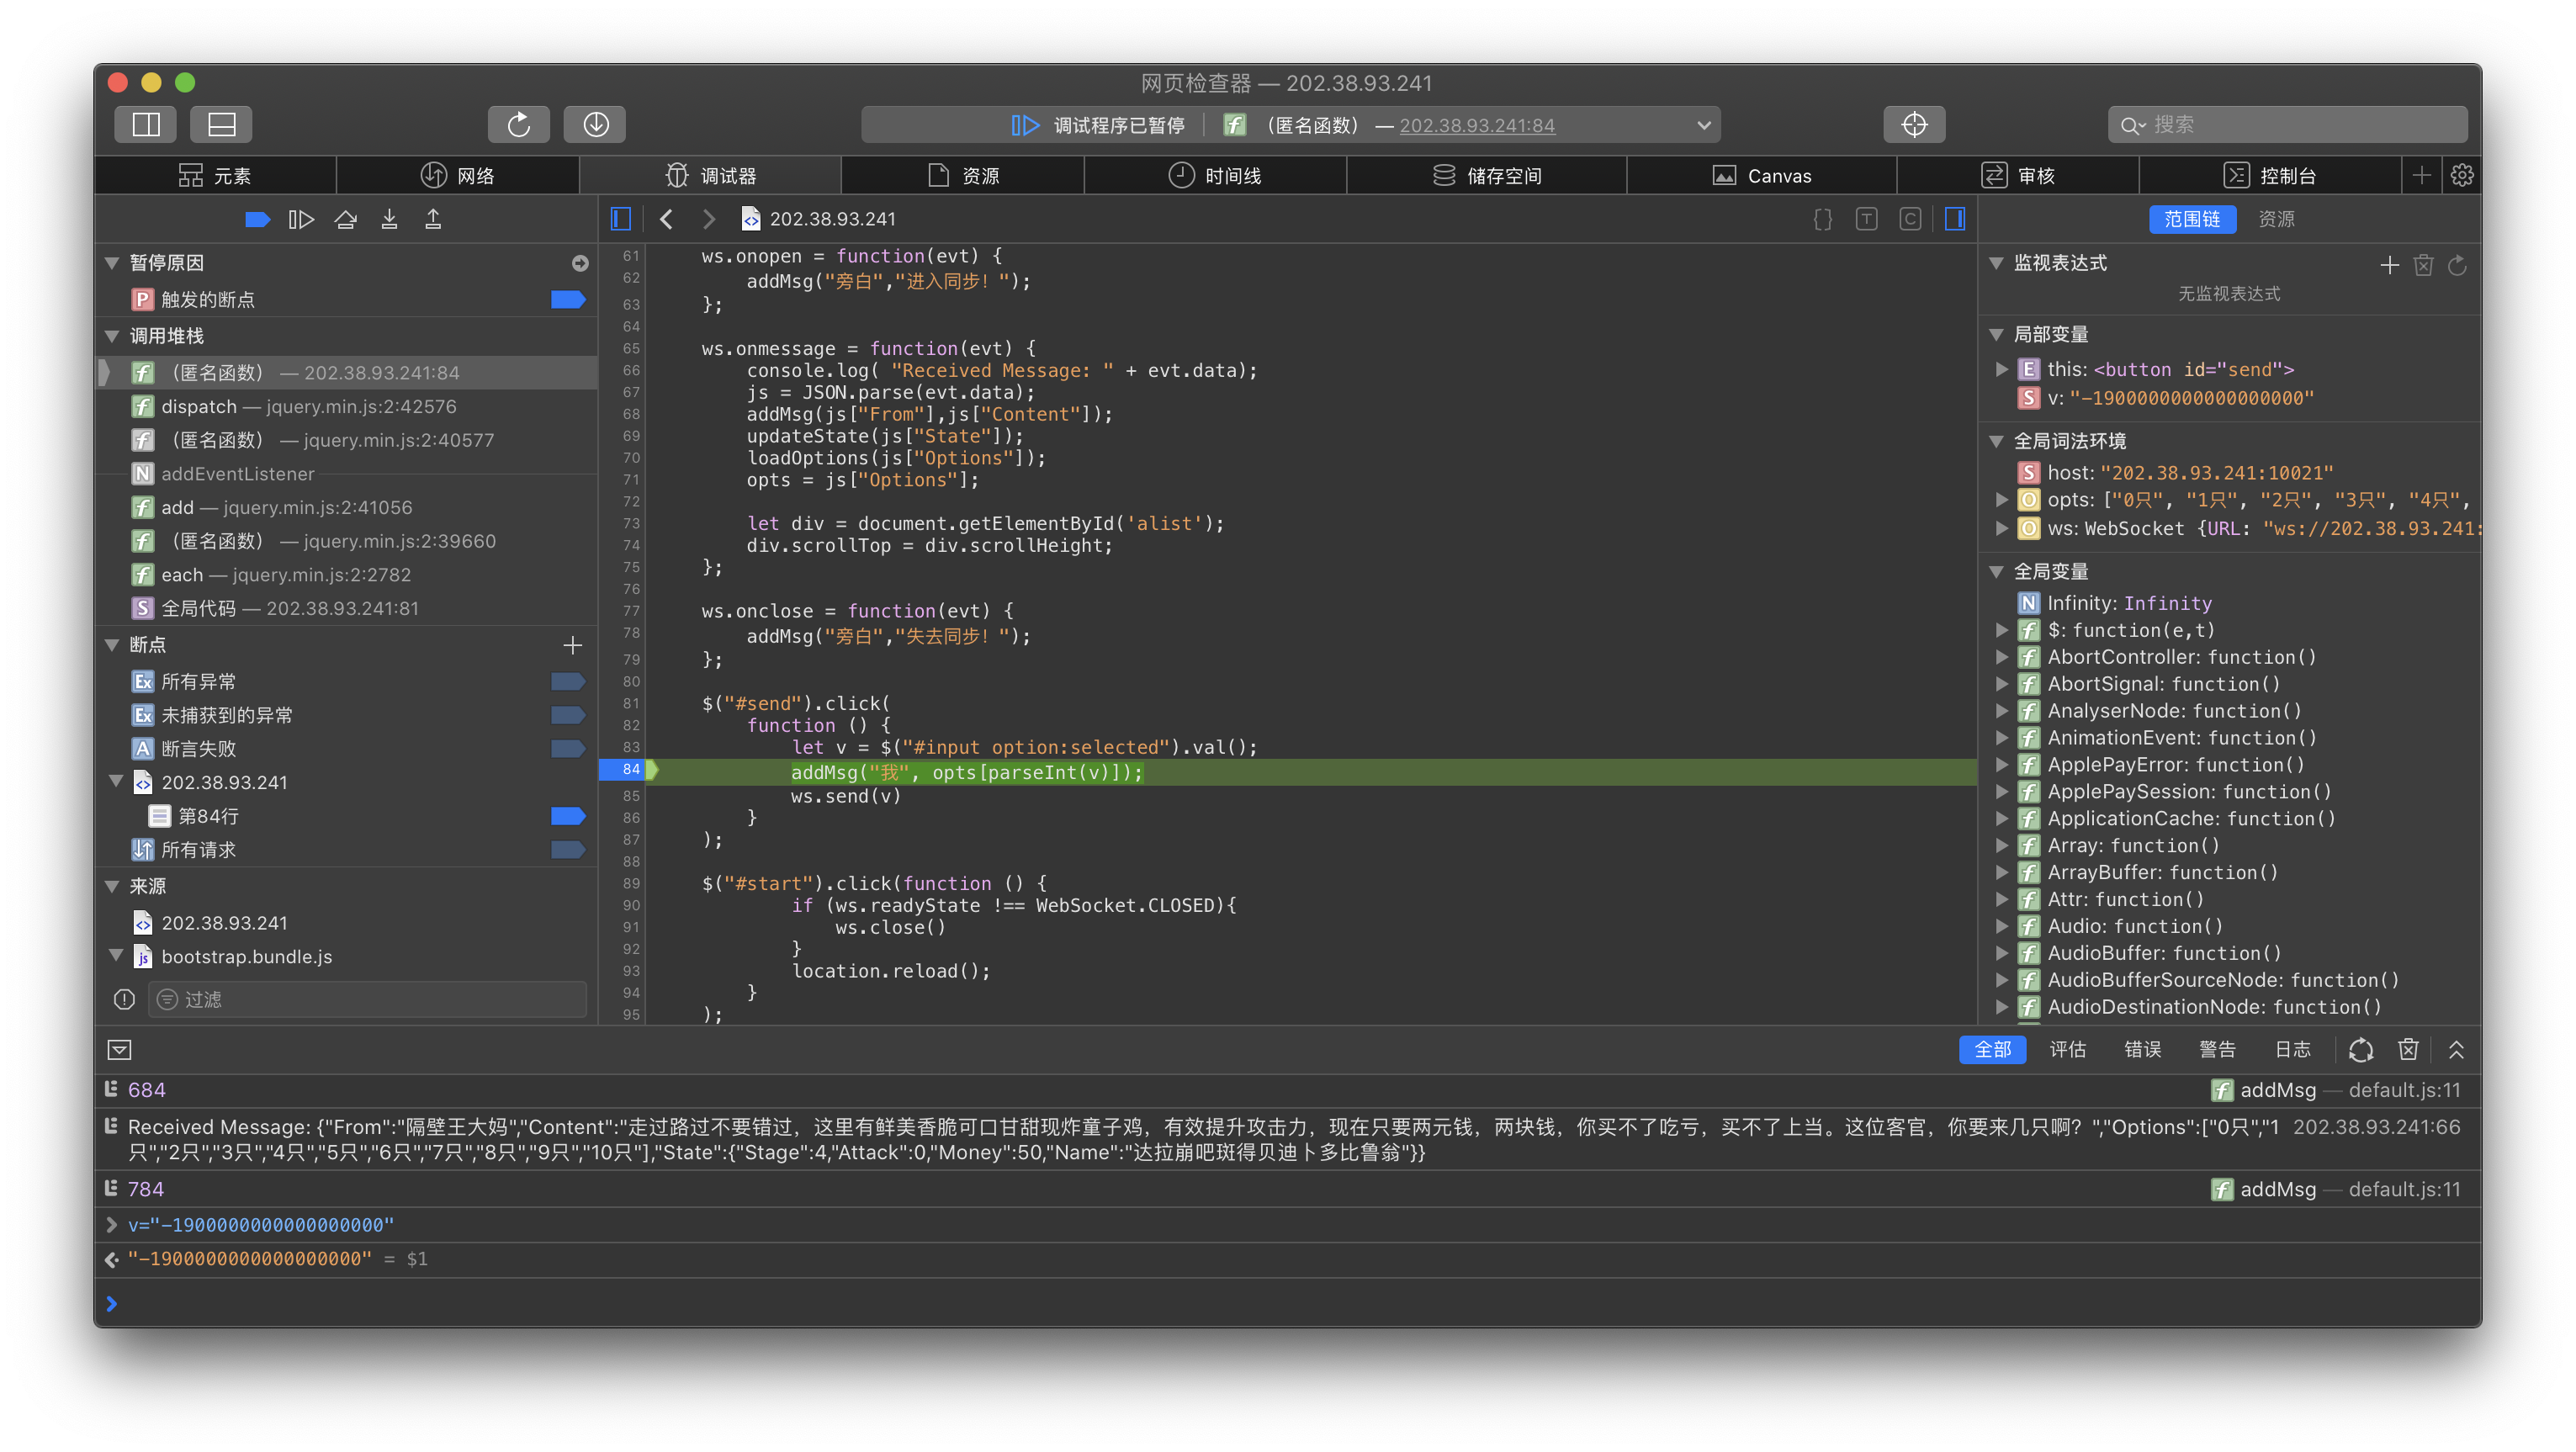 网页检查器 — 202.38.93.241
调试程序已暂停 (匿名函数) — 202.38.93.241:84
搜索
元素 网络 调试器 资源 时间线 储存空间 Canvas 审核 控制台
202.38.93.241
范围链 资源
暂停原因
触发的断点
调用堆栈
(匿名函数) — 202.38.93.241:84
dispatch — jquery.min.js:2:42576
(匿名函数) — jquery.min.js:2:40577
addEventListener
add — jquery.min.js:2:41056
(匿名函数) — jquery.min.js:2:39660
each — jquery.min.js:2:2782
全局代码 — 202.38.93.241:81
断点
所有异常
未捕获到的异常
断言失败
202.38.93.241
第84行
所有请求
来源
202.38.93.241
bootstrap.bundle.js
过滤
61 ws.onopen = function(evt) {
62 addMsg("旁白","进入同步! ");
63 };
64
65 ws.onmessage = function(evt) {
66 console.log( "Received Message: " + evt.data);
67 js = JSON.parse(evt.data);
68 addMsg(js["From"],js["Content"]);
69 updateState(js["State"]);
70 loadOptions(js["Options"]);
71 opts = js["Options"];
72
73 let div = document.getElementById('alist');
74 div.scrollTop = div.scrollHeight;
75 };
76
77 ws.onclose = function(evt) {
78 addMsg("旁白","失去同步! ");
79 };
80
81 $("#send").click(
82 function () {
83 let v = $("#input option:selected").val();
84 addMsg("我", opts[parseInt(v)]);
85 ws.send(v)
86 }
87 );
88
89 $("#start").click(function () {
90 if (ws.readyState !== WebSocket.CLOSED){
91 ws.close()
92 }
93 location.reload();
94 }
95 );
监视表达式
无监视表达式
局部变量
this: <button id="send">
v: "-1900000000000000000"
全局词法环境
host: "202.38.93.241:10021"
opts: ["0只", "1只", "2只", "3只", "4只",
ws: WebSocket {URL: "ws://202.38.93.241:
全局变量
Infinity: Infinity
$: function(e,t)
AbortController: function()
AbortSignal: function()
AnalyserNode: function()
AnimationEvent: function()
ApplePayError: function()
ApplePaySession: function()
ApplicationCache: function()
Array: function()
ArrayBuffer: function()
Attr: function()
Audio: function()
AudioBuffer: function()
AudioBufferSourceNode: function()
AudioDestinationNode: function()
全部 评估 错误 警告 日志
684 addMsg — default.js:11
Received Message: {"From":"隔壁王大妈","Content":"走过路过不要错过，这里有鲜美香脆可口甘甜现炸童子鸡，有效提升攻击力，现在只要两元钱，两块钱，你买不了吃亏，买不了上当。这位客官，你要来几只啊？","Options":["0只","1 202.38.93.241:66
只","2只","3只","4只","5只","6只","7只","8只","9只","10只"],"State":{"Stage":4,"Attack":0,"Money":50,"Name":"达拉崩吧斑得贝迪卜多比鲁翁"}}
784 addMsg — default.js:11
v="-1900000000000000000"
"-1900000000000000000" = $1